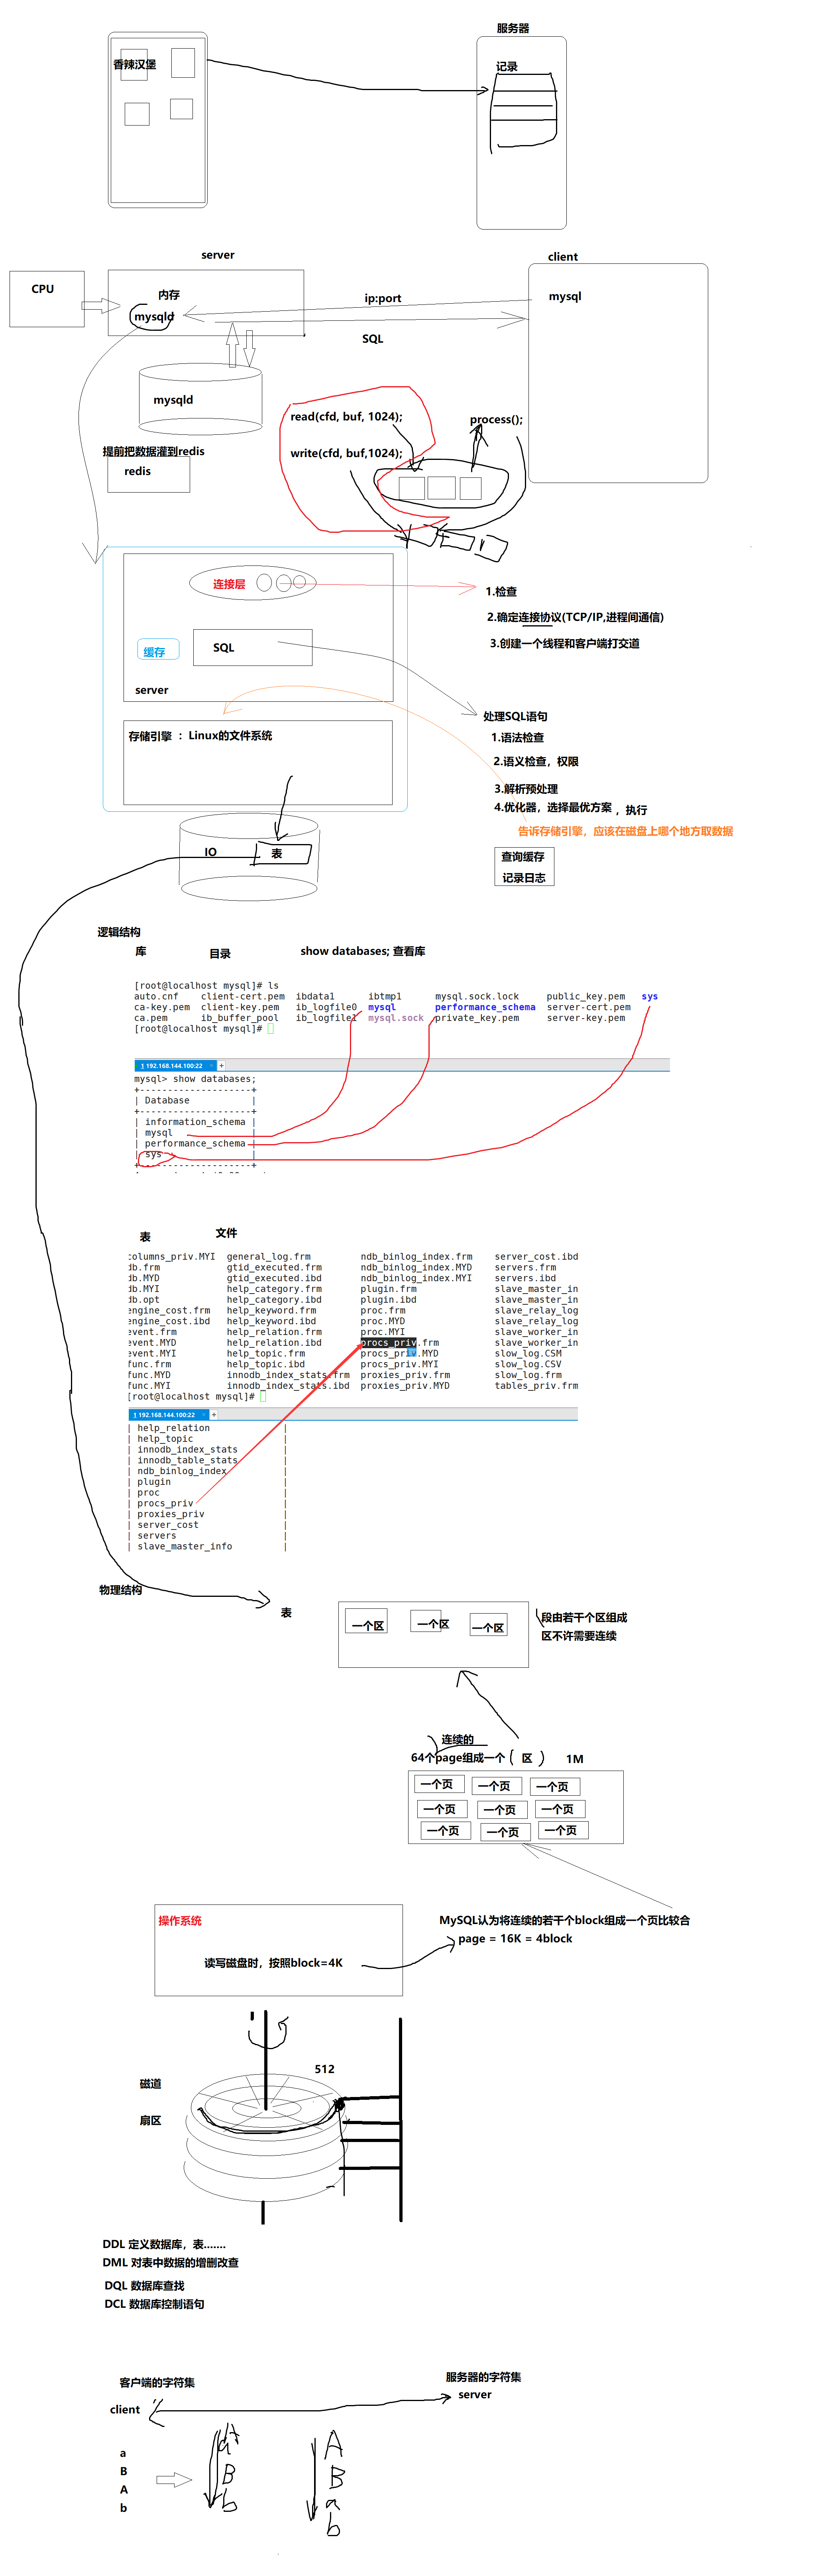 服务器
香辣汉堡
记录
server
client
CPU
内存
mysqld
ip:port
mysql
SQL
mysqld
提前把数据灌到redis
redis
read(cfd, buf, 1024);
process();
write(cfd, buf,1024);
连接层
1.检查
2.确定连接协议(TCP/IP,进程间通信)
3.创建一个线程和客户端打交道
缓存
SQL
server
处理SQL语句
存储引擎 ：Linux的文件系统
1.语法检查
2.语义检查，权限
3.解析预处理
4.优化器，选择最优方案 ，执行
告诉存储引擎，应该在磁盘上哪个地方取数据
IO
表
查询缓存
记录日志
逻辑结构
库
目录
show databases; 查看库
[root@localhost mysql]# ls
auto.cnf client-cert.pem ibdata1 ibtmp1 mysql.sock.lock public_key.pem sys
ca-key.pem client-key.pem ib_logfile0 mysql performance_schema server-cert.pem
ca.pem ib_buffer_pool ib_logfile1 mysql.sock private_key.pem server-key.pem
[root@localhost mysql]#
1 192.168.144.100:22 +
mysql> show databases;
+--------------------+
| Database |
+--------------------+
| information_schema |
| mysql |
| performance_schema |
| sys |
+--------------------+
表
文件
columns_priv.MYI general_log.frm ndb_binlog_index.frm server_cost.ibd
db.frm gtid_executed.frm ndb_binlog_index.MYD servers.frm
db.MYD gtid_executed.ibd ndb_binlog_index.MYI servers.ibd
db.MYI help_category.frm plugin.frm slave_master_in
db.opt help_category.ibd plugin.ibd slave_master_in
engine_cost.frm help_keyword.frm proc.frm slave_relay_log
engine_cost.ibd help_keyword.ibd proc.MYD slave_relay_log
event.frm help_relation.frm proc.MYI slave_worker_in
event.MYD help_relation.ibd procs_priv.frm slave_worker_in
event.MYI help_topic.frm procs_priv.MYD slow_log.CSM
func.frm help_topic.ibd procs_priv.MYI slow_log.CSV
func.MYD innodb_index_stats.frm proxies_priv.frm slow_log.frm
func.MYI innodb_index_stats.ibd proxies_priv.MYD tables_priv.frm
[root@localhost mysql]#
1 192.168.144.100:22 +
| help_relation |
| help_topic |
| innodb_index_stats |
| innodb_table_stats |
| ndb_binlog_index |
| plugin |
| proc |
| procs_priv |
| proxies_priv |
| server_cost |
| servers |
| slave_master_info |
物理结构
表
一个区 一个区 一个区
段由若干个区组成
区不许需要连续
连续的
64个page组成一个( 区 ) 1M
一个页 一个页 一个页
一个页 一个页 一个页
一个页 一个页 一个页
操作系统
MySQL认为将连续的若干个block组成一个页比较合
page = 16K = 4block
读写磁盘时，按照block=4K
512
磁道
扇区
DDL 定义数据库，表.......
DML 对表中数据的增删改查
DQL 数据库查找
DCL 数据库控制语句
客户端的字符集
服务器的字符集
client
server
a
B
A
b
A
a
B
b
A
B
a
b